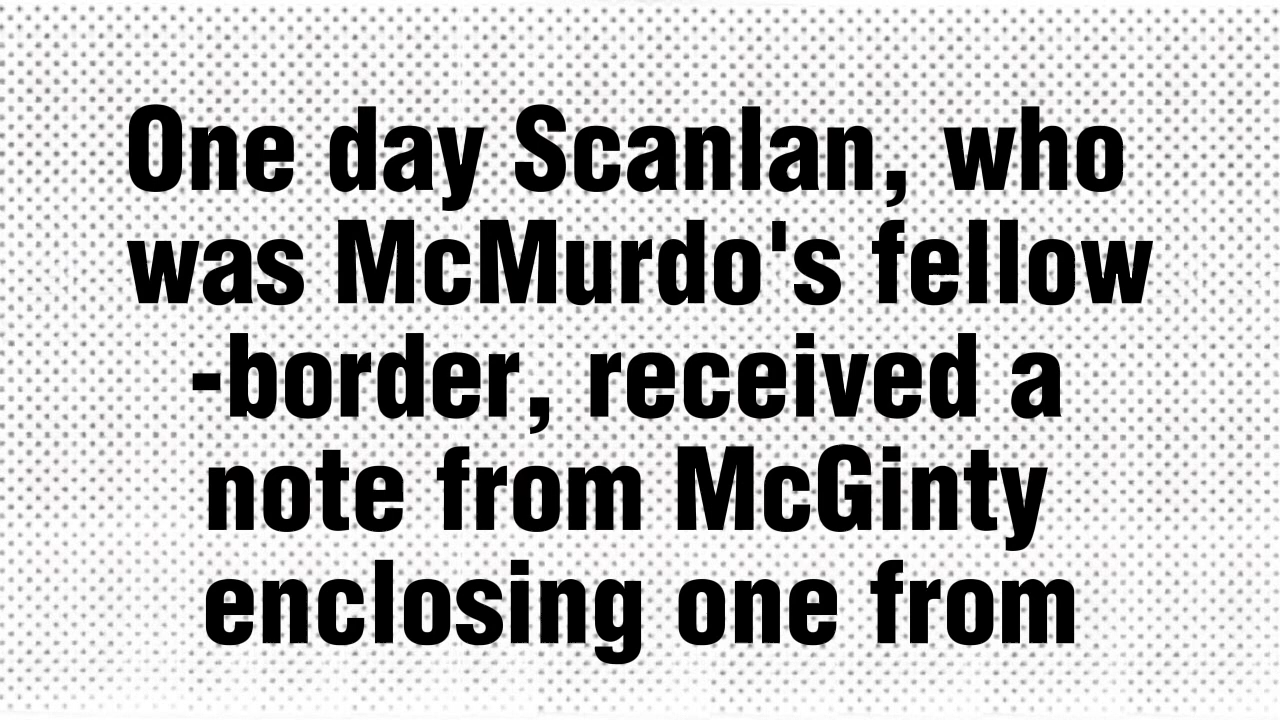 One day Scanlan, who
was McMurdo's fellow
-border, received a
note from McGinty
enclosing one from